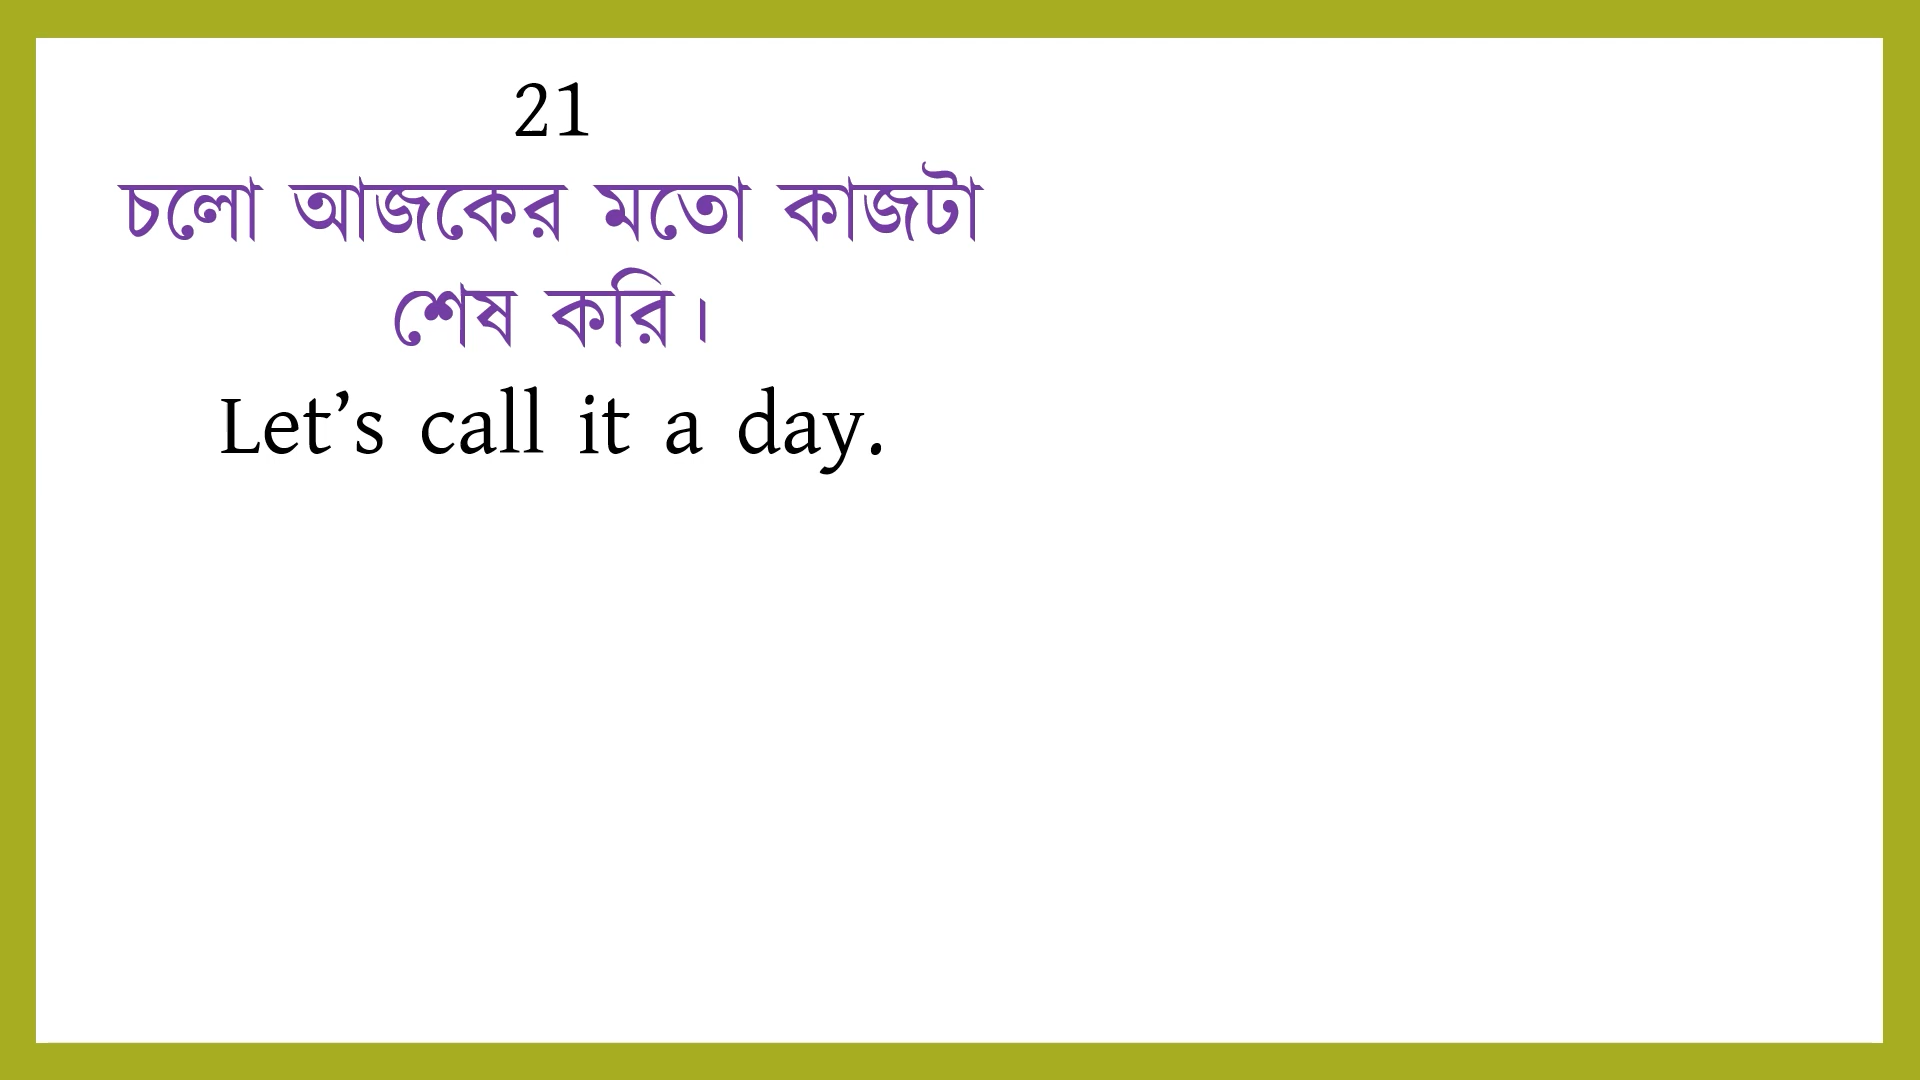 21
চলো আজকের মতো কাজটা
শেষ করি।
Let’s call it a day.